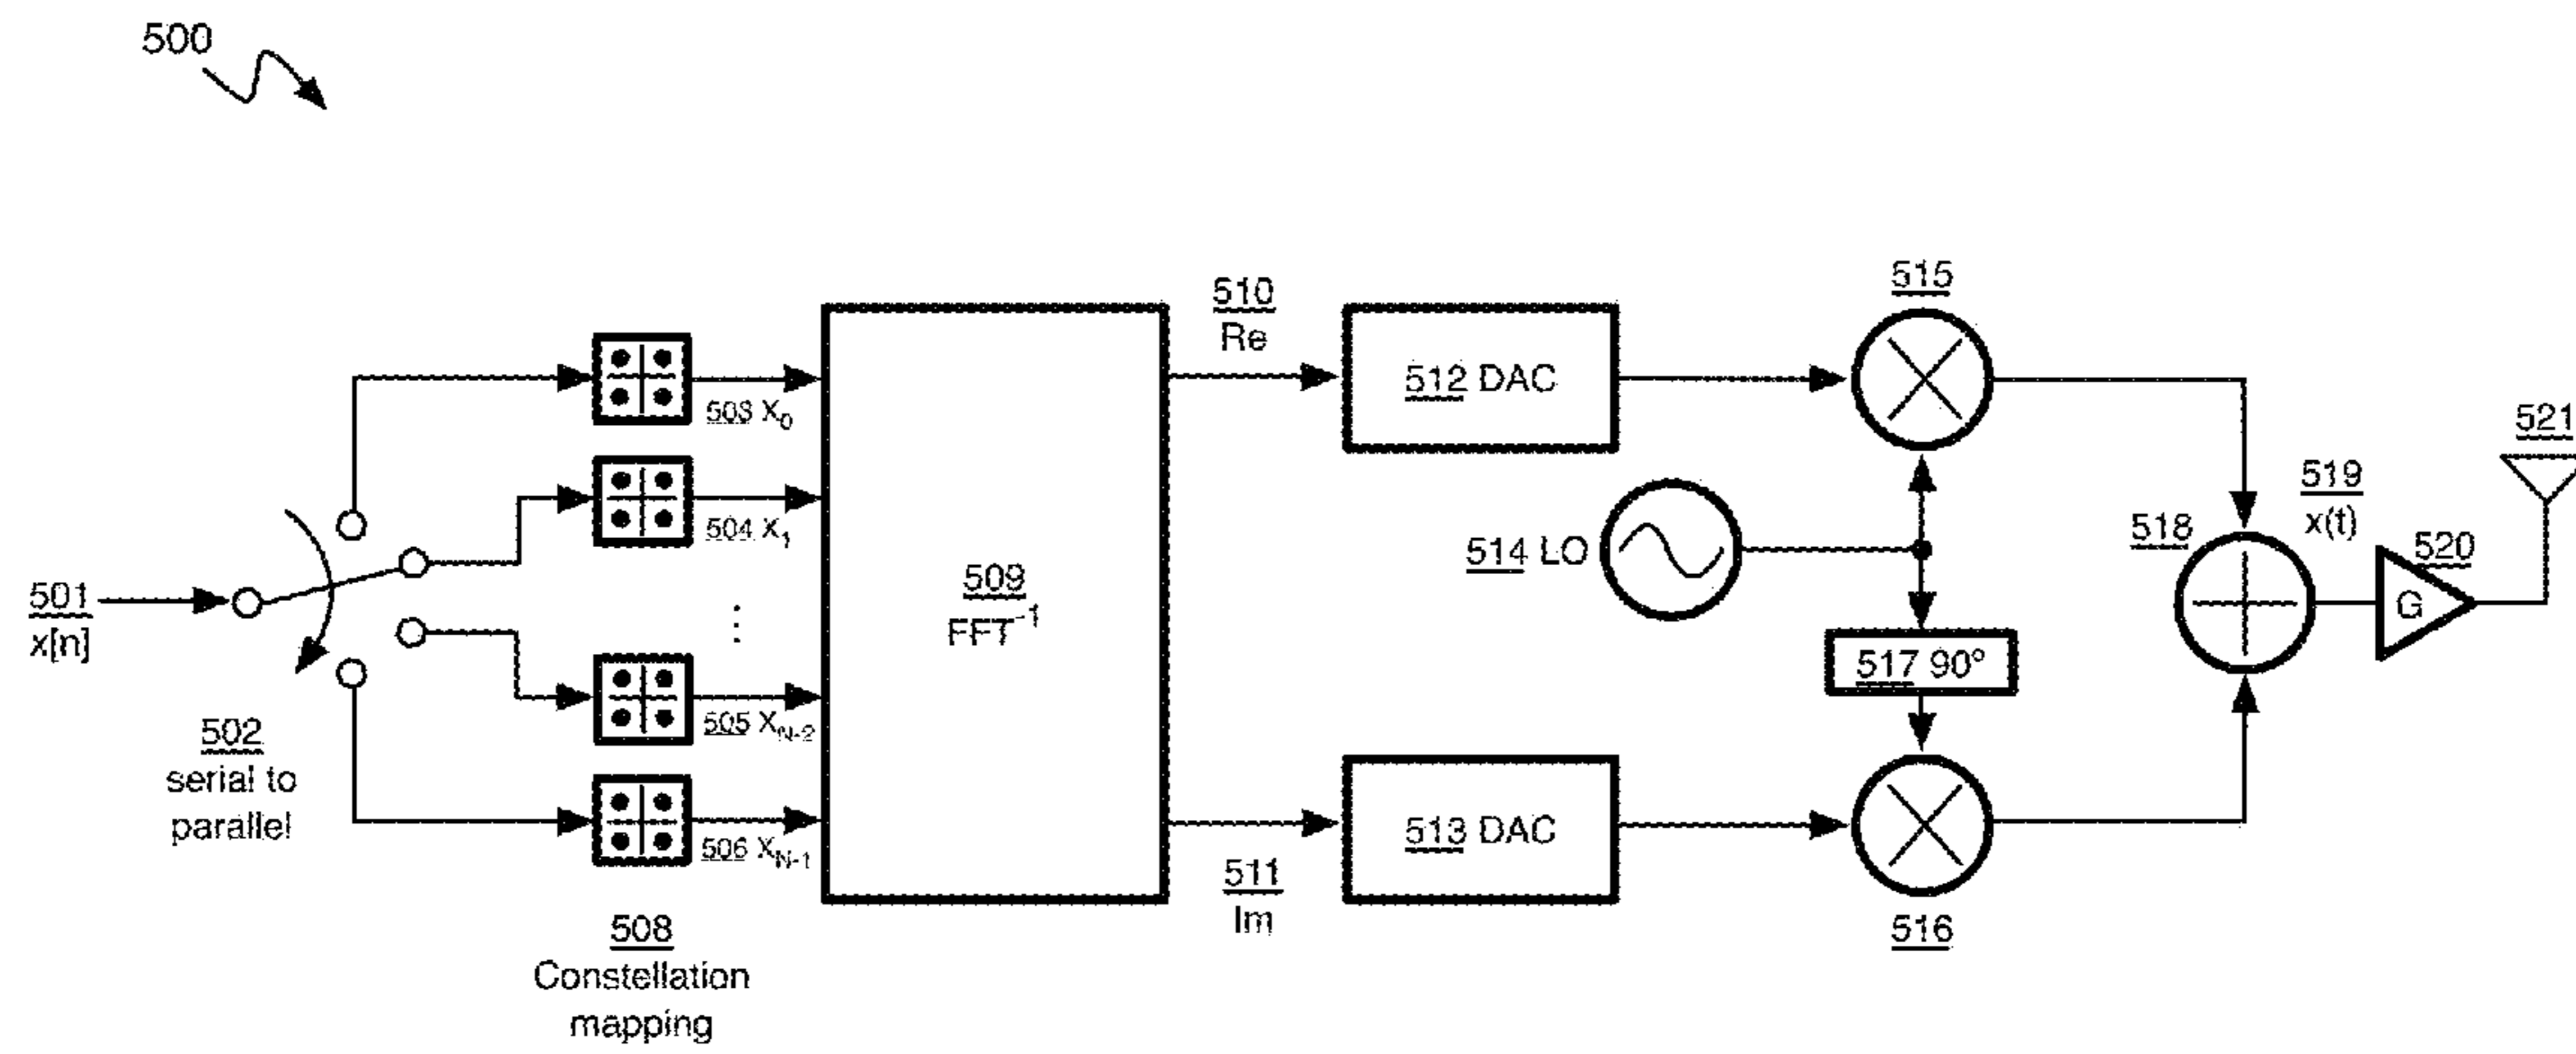 500
501
x[n]
502
serial to
parallel
503 X0
504 X1
⋮
505 XN-2
506 XN-1
508
Constellation
mapping
509
FFT-1
510
Re
511
Im
512 DAC
513 DAC
514 LO
515
517 90°
516
518
519
x(t)
520
G
521